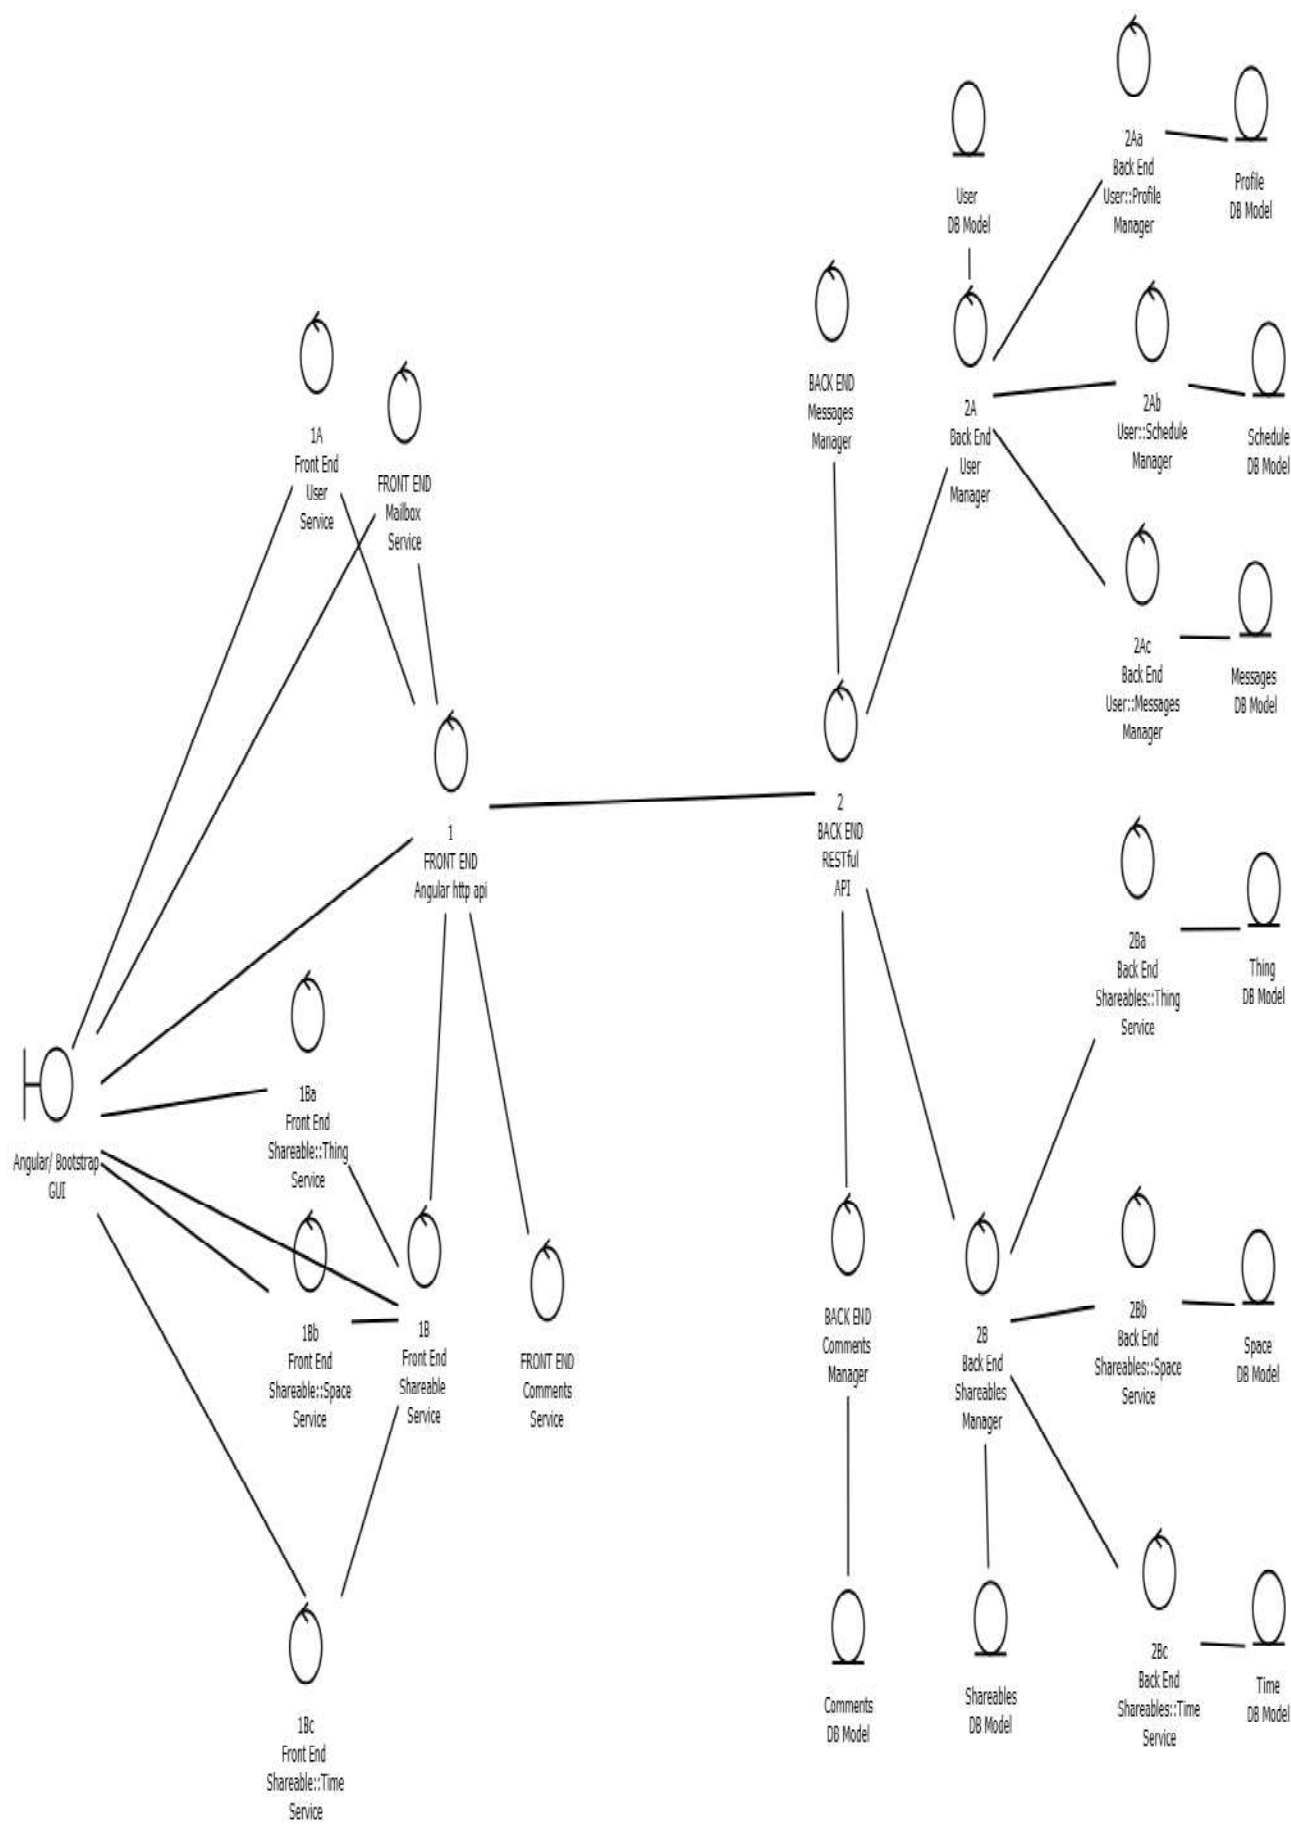 2Aa
Back End
User::Profile
Manager
Profile
DB Model
User
DB Model
1A
Front End
User
Service
FRONT END
Mailbox
Service
BACK END
Messages
Manager
2A
Back End
User
Manager
2Ab
User::Schedule
Manager
Schedule
DB Model
2Ac
Back End
User::Messages
Manager
Messages
DB Model
1
FRONT END
Angular http api
2
BACK END
RESTful
API
2Ba
Back End
Shareables::Thing
Service
Thing
DB Model
Angular/ Bootstrap
GUI
1Ba
Front End
Shareable::Thing
Service
1Bb
Front End
Shareable::Space
Service
1B
Front End
Shareable
Service
FRONT END
Comments
Service
BACK END
Comments
Manager
2B
Back End
Shareables
Manager
2Bb
Back End
Shareables::Space
Service
Space
DB Model
1Bc
Front End
Shareable::Time
Service
Comments
DB Model
Shareables
DB Model
2Bc
Back End
Shareables::Time
Service
Time
DB Model